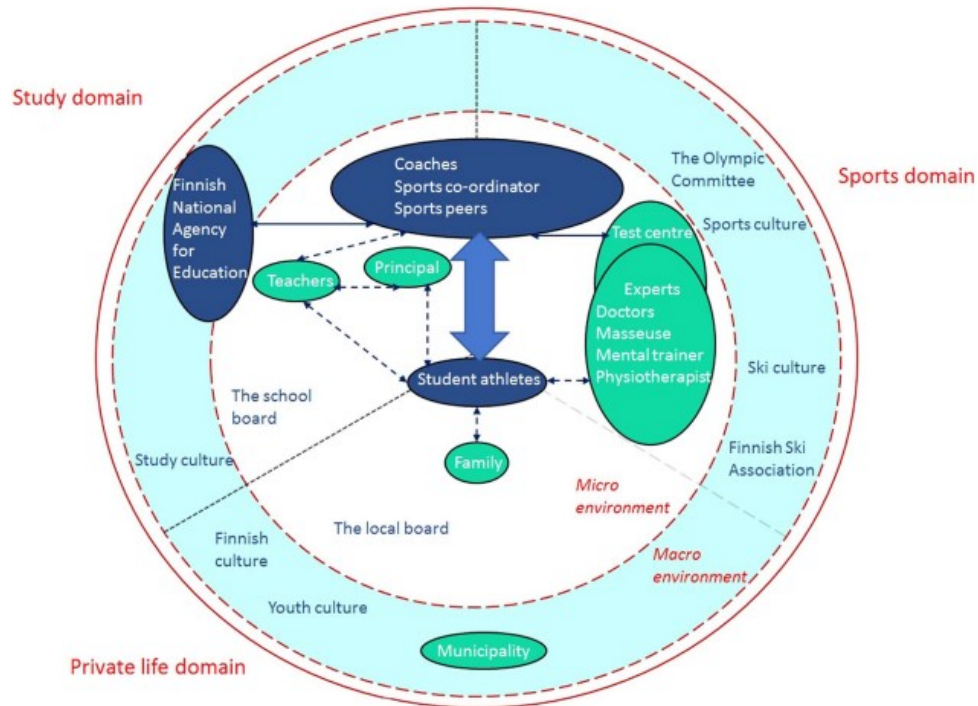 Study domain
Sports domain
Coaches
Sports co-ordinator
Sports peers
The Olympic
Committee
Sports culture
Finnish
National
Agency
for
Education
Teachers
Principal
Test centre
Experts
Doctors
Masseuse
Mental trainer
Physiotherapist
Student athletes
Ski culture
The school
board
Study culture
Family
Finnish Ski
Association
Micro
environment
The local board
Finnish
culture
Macro
environment
Youth culture
Municipality
Private life domain